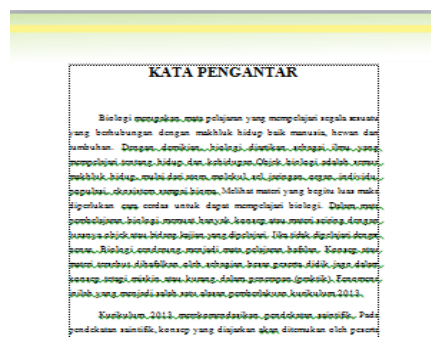 KATA PENGANTAR
Biologi merupakan mata pelajaran yang mempelajari segala sesuatu
yang berhubungan dengan makhluk hidup baik manusia, hewan dan
tumbuhan. Dengan demikian, biologi diartikan sebagai ilmu yang
mempelajari tentang hidup dan kehidupan.Objek biologi adalah semua
makhluk hidup, mulai dari atom, molekul, sel, jaringan, organ, individu,
populasi, ekosistem sampai bioma. Melihat materi yang begitu luas maka
diperlukan cara cerdas untuk dapat mempelajari biologi. Dalam mata
pembelajaran, biologi memuat banyak konsep atau materi seiring dengan
luasnya objek atau bidang kajian yang dipelajari. Jika tidak dipelajari dengan
benar, Biologi cenderung menjadi mata pelajaran hafalan. Konsep atau
materi tersebut dihafalkan oleh sebagian besar peserta didik, jago dalam
konsep tetapi miskin atau kurang dalam penerapan (praktik). Fenomena
inilah yang menjadi salah satu alasan pemberlakuan kurikulum 2013.
Kurikulum 2013 merekomendasikan pendekatan saintifik. Pada
pendekatan saintifik, konsep yang diajarkan akan ditemukan oleh peserta